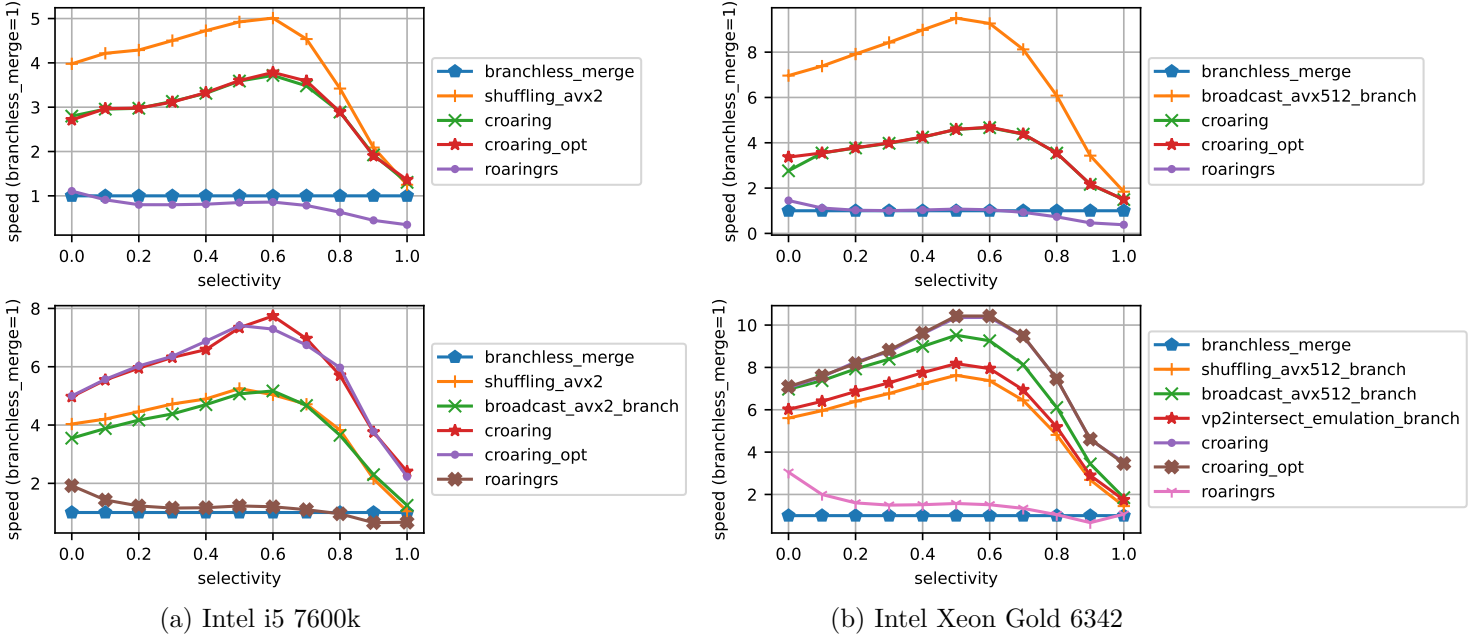 speed (branchless_merge=1)
5
4
3
2
1
0.0 0.2 0.4 0.6 0.8 1.0
selectivity
branchless_merge
shuffling_avx2
croaring
croaring_opt
roaringrs
speed (branchless_merge=1)
8
6
4
2
0
0.0 0.2 0.4 0.6 0.8 1.0
selectivity
branchless_merge
broadcast_avx512_branch
croaring
croaring_opt
roaringrs
speed (branchless_merge=1)
8
6
4
2
0.0 0.2 0.4 0.6 0.8 1.0
selectivity
branchless_merge
shuffling_avx2
broadcast_avx2_branch
croaring
croaring_opt
roaringrs
speed (branchless_merge=1)
10
8
6
4
2
0.0 0.2 0.4 0.6 0.8 1.0
selectivity
branchless_merge
shuffling_avx512_branch
broadcast_avx512_branch
vp2intersect_emulation_branch
croaring
croaring_opt
roaringrs
(a) Intel i5 7600k
(b) Intel Xeon Gold 6342